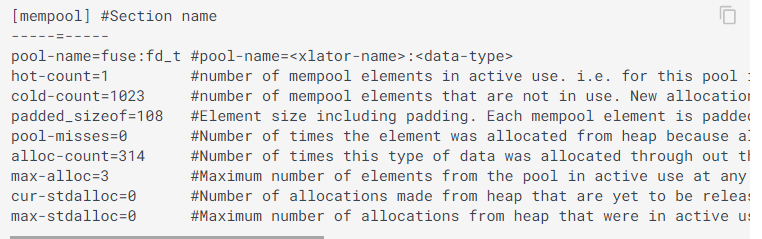 [mempool] #Section name
-----=-----
pool-name=fuse:fd_t #pool-name=<xlator-name>:<data-type>
hot-count=1 #number of mempool elements in active use. i.e. for this pool
cold-count=1023 #number of mempool elements that are not in use. New allocation
padded_sizeof=108 #Element size including padding. Each mempool element is padde
pool-misses=0 #Number of times the element was allocated from heap because al
alloc-count=314 #Number of times this type of data was allocated through out th
max-alloc=3 #Maximum number of elements from the pool in active use at any
cur-stdalloc=0 #Number of allocations made from heap that are yet to be releas
max-stdalloc=0 #Maximum number of allocations from heap that were in active us